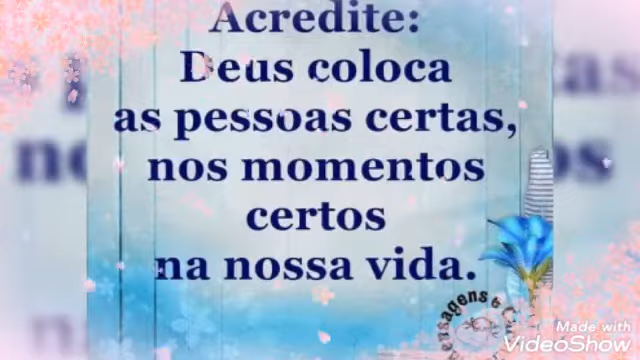 Acredite:
Deus coloca
as pessoas certas,
nos momentos
certos
na nossa vida.
Made with
VideoShow